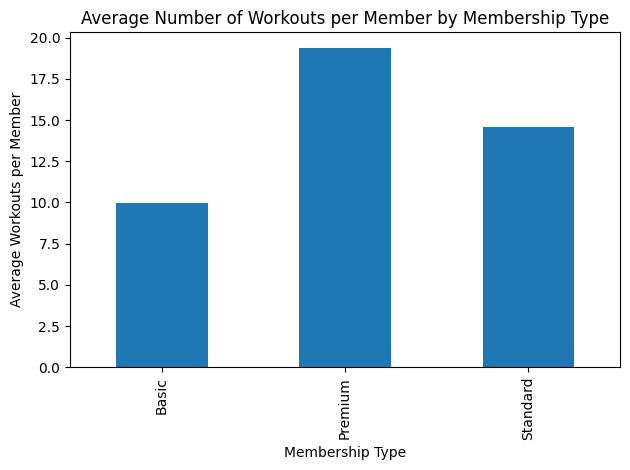 Average Number of Workouts per Member by Membership Type
Average Workouts per Member
20.0
17.5
15.0
12.5
10.0
7.5
5.0
2.5
0.0
Basic
Premium
Standard
Membership Type